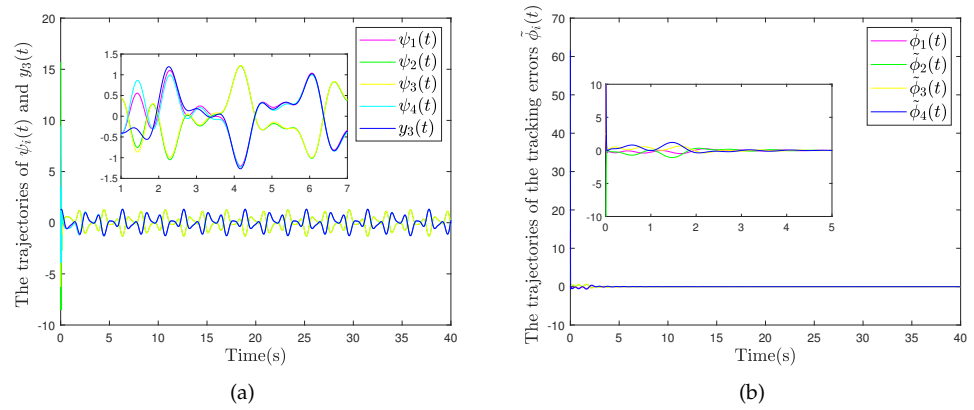 The trajectories of ψ_i(t) and y_3(t)
20
15
10
5
0
-5
-10
0 5 10 15 20 25 30 35 40
Time(s)
ψ_1(t)
ψ_2(t)
ψ_3(t)
ψ_4(t)
y_3(t)
1.5
1
0.5
0
-0.5
-1
-1.5
1 2 3 4 5 6 7
(a)
The trajectories of the tracking errors ϕ̃_i(t)
70
60
50
40
30
20
10
0
-10
0 5 10 15 20 25 30 35 40
Time(s)
ϕ̃_1(t)
ϕ̃_2(t)
ϕ̃_3(t)
ϕ̃_4(t)
10
5
0
-5
-10
0 1 2 3 4 5
(b)